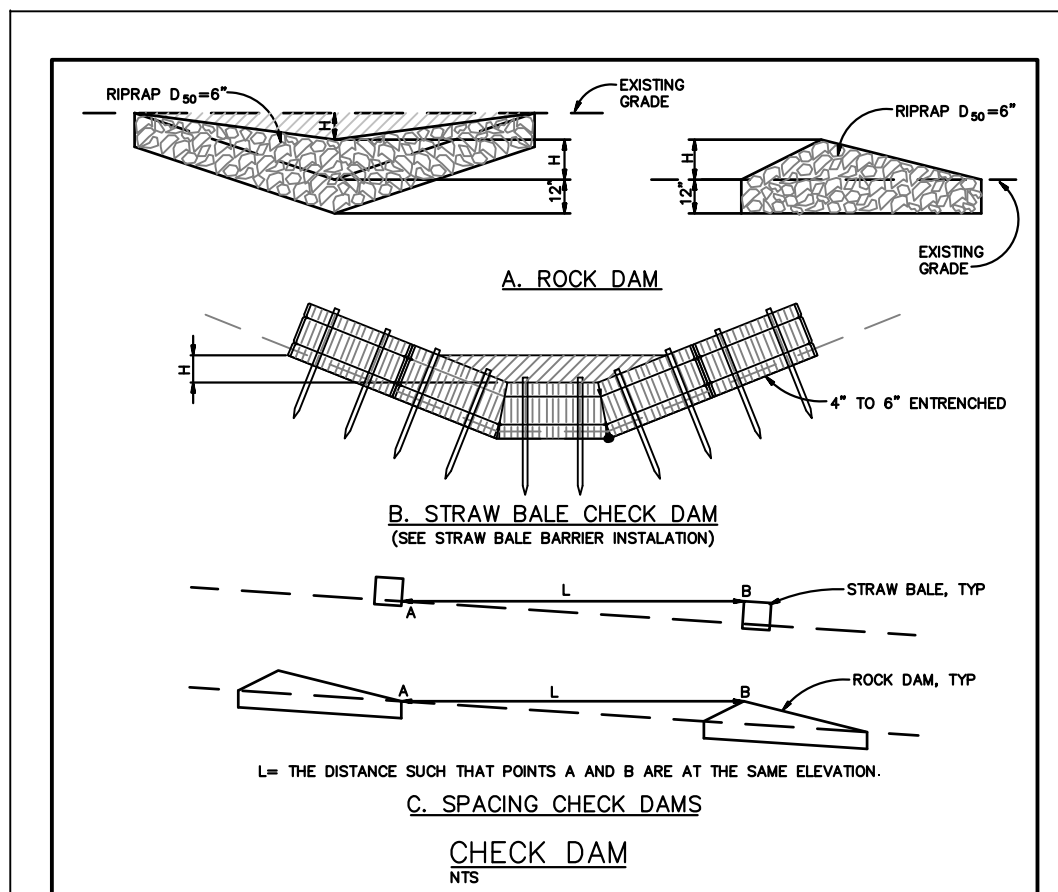 RIPRAP D50=6"
EXISTING
GRADE
H
H
12"
RIPRAP D50=6"
H
12"
EXISTING
GRADE
A. ROCK DAM
H
4" TO 6" ENTRENCHED
B. STRAW BALE CHECK DAM
(SEE STRAW BALE BARRIER INSTALATION)
A
L
B
STRAW BALE, TYP
A
L
B
ROCK DAM, TYP
L= THE DISTANCE SUCH THAT POINTS A AND B ARE AT THE SAME ELEVATION.
C. SPACING CHECK DAMS
CHECK DAM
NTS